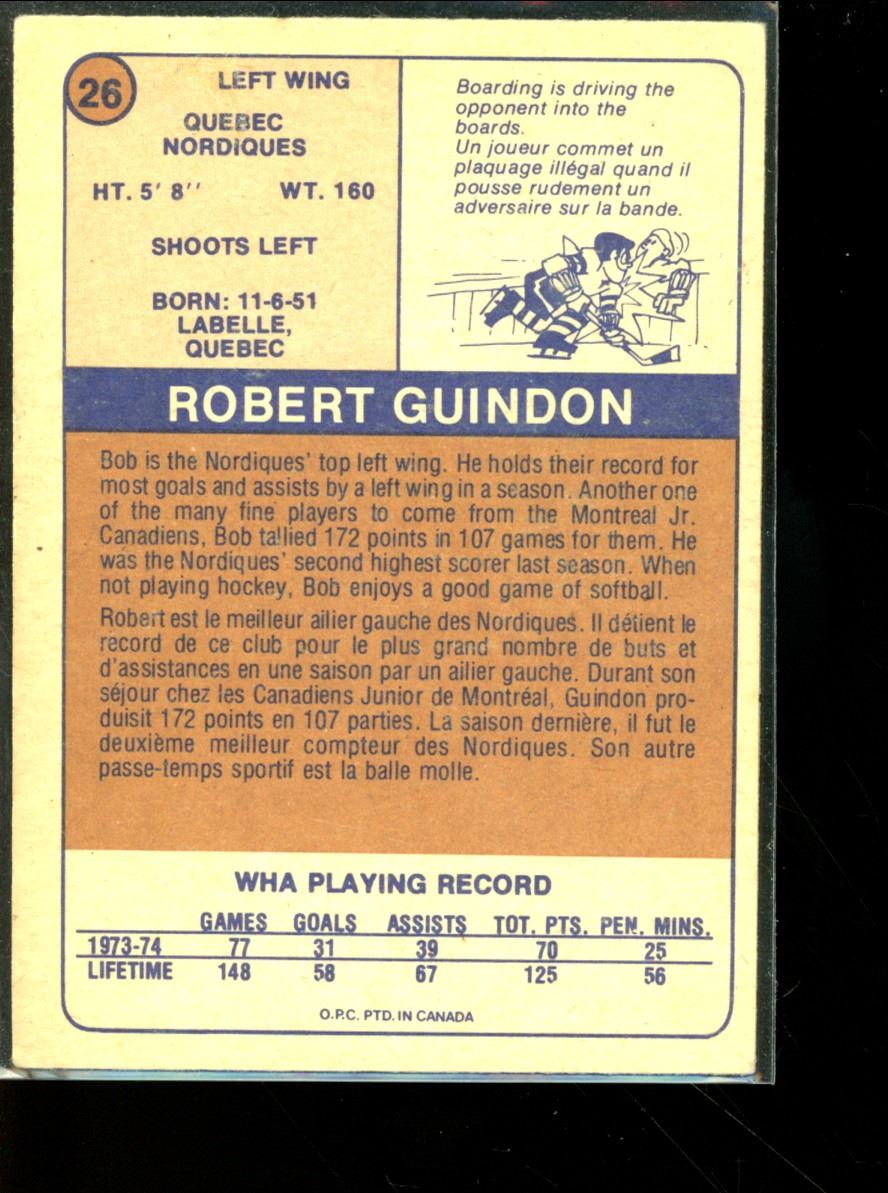 26
LEFT WING
QUEBEC
NORDIQUES
HT. 5' 8'' WT. 160
SHOOTS LEFT
BORN: 11-6-51
LABELLE,
QUEBEC
Boarding is driving the
opponent into the
boards.
Un joueur commet un
plaquage illégal quand il
pousse rudement un
adversaire sur la bande.
ROBERT GUINDON
Bob is the Nordiques' top left wing. He holds their record for
most goals and assists by a left wing in a season. Another one
of the many fine players to come from the Montreal Jr.
Canadiens, Bob tallied 172 points in 107 games for them. He
was the Nordiques' second highest scorer last season. When
not playing hockey, Bob enjoys a good game of softball.
Robert est le meilleur ailier gauche des Nordiques. Il détient le
record de ce club pour le plus grand nombre de buts et
d'assistances en une saison par un ailier gauche. Durant son
séjour chez les Canadiens Junior de Montréal, Guindon pro-
duisit 172 points en 107 parties. La saison dernière, il fut le
deuxième meilleur compteur des Nordiques. Son autre
passe-temps sportif est la balle molle.
WHA PLAYING RECORD
GAMES GOALS ASSISTS TOT. PTS. PEN. MINS.
1973-74 77 31 39 70 25
LIFETIME 148 58 67 125 56
O.P.C. PTD. IN CANADA